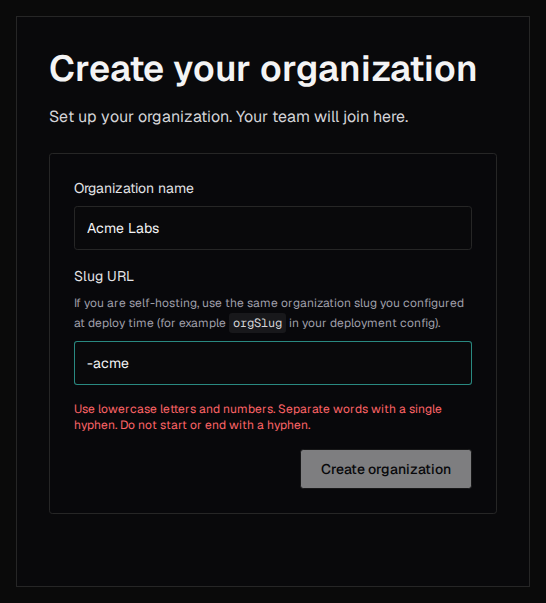 Create your organization
Set up your organization. Your team will join here.
Organization name
Acme Labs
Slug URL
If you are self-hosting, use the same organization slug you configured
at deploy time (for example orgSlug in your deployment config).
-acme
Use lowercase letters and numbers. Separate words with a single
hyphen. Do not start or end with a hyphen.
Create organization